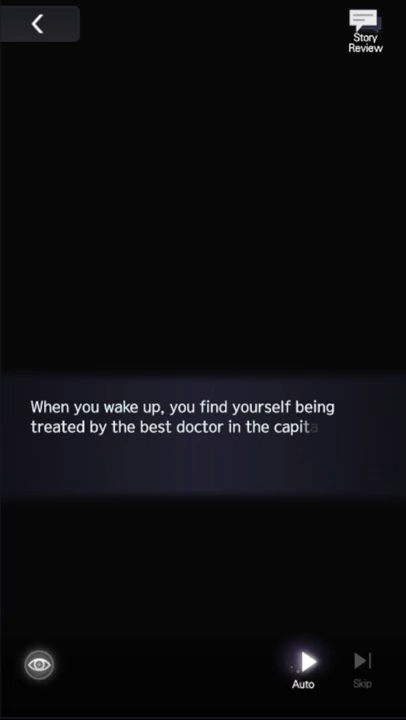 Story
Review
When you wake up, you find yourself being
treated by the best doctor in the capita
Auto
Skip